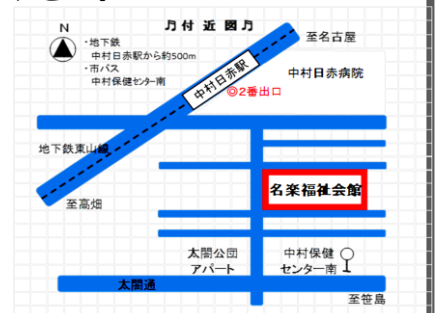 N
付近図
至名古屋
・地下鉄
中村日赤駅から約500m
・市バス
中村保健センター南
中村日赤病院
中村日赤駅
◎2番出口
地下鉄東山線
名楽福祉会館
至高畑
太閤公団
アパート
中村保健
センター南
太閤通
至笹島